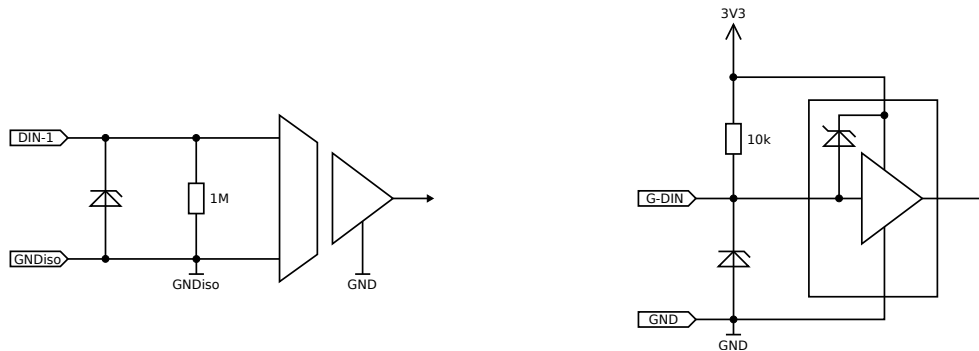 3V3
DIN-1
10k
1M
G-DIN
GNDiso
GNDiso
GND
GND
GND